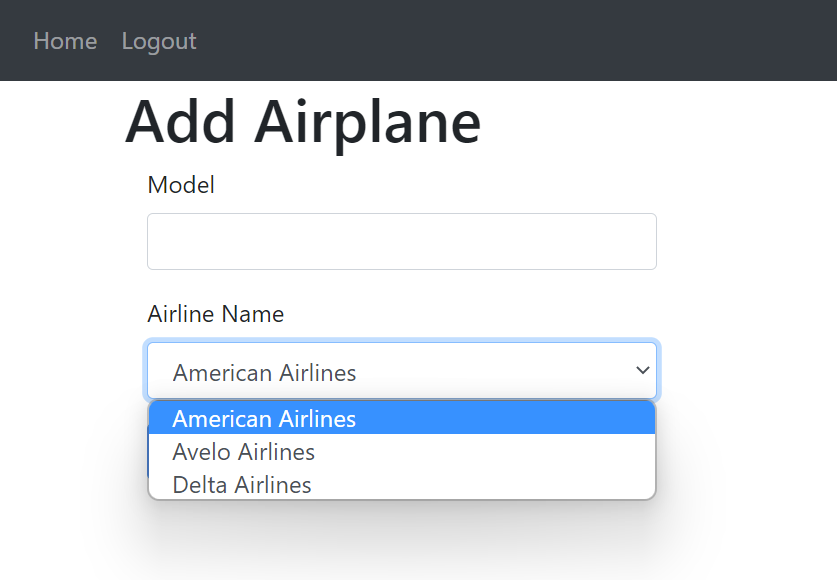 Home Logout
Add Airplane
Model
Airline Name
American Airlines
American Airlines
Avelo Airlines
Delta Airlines